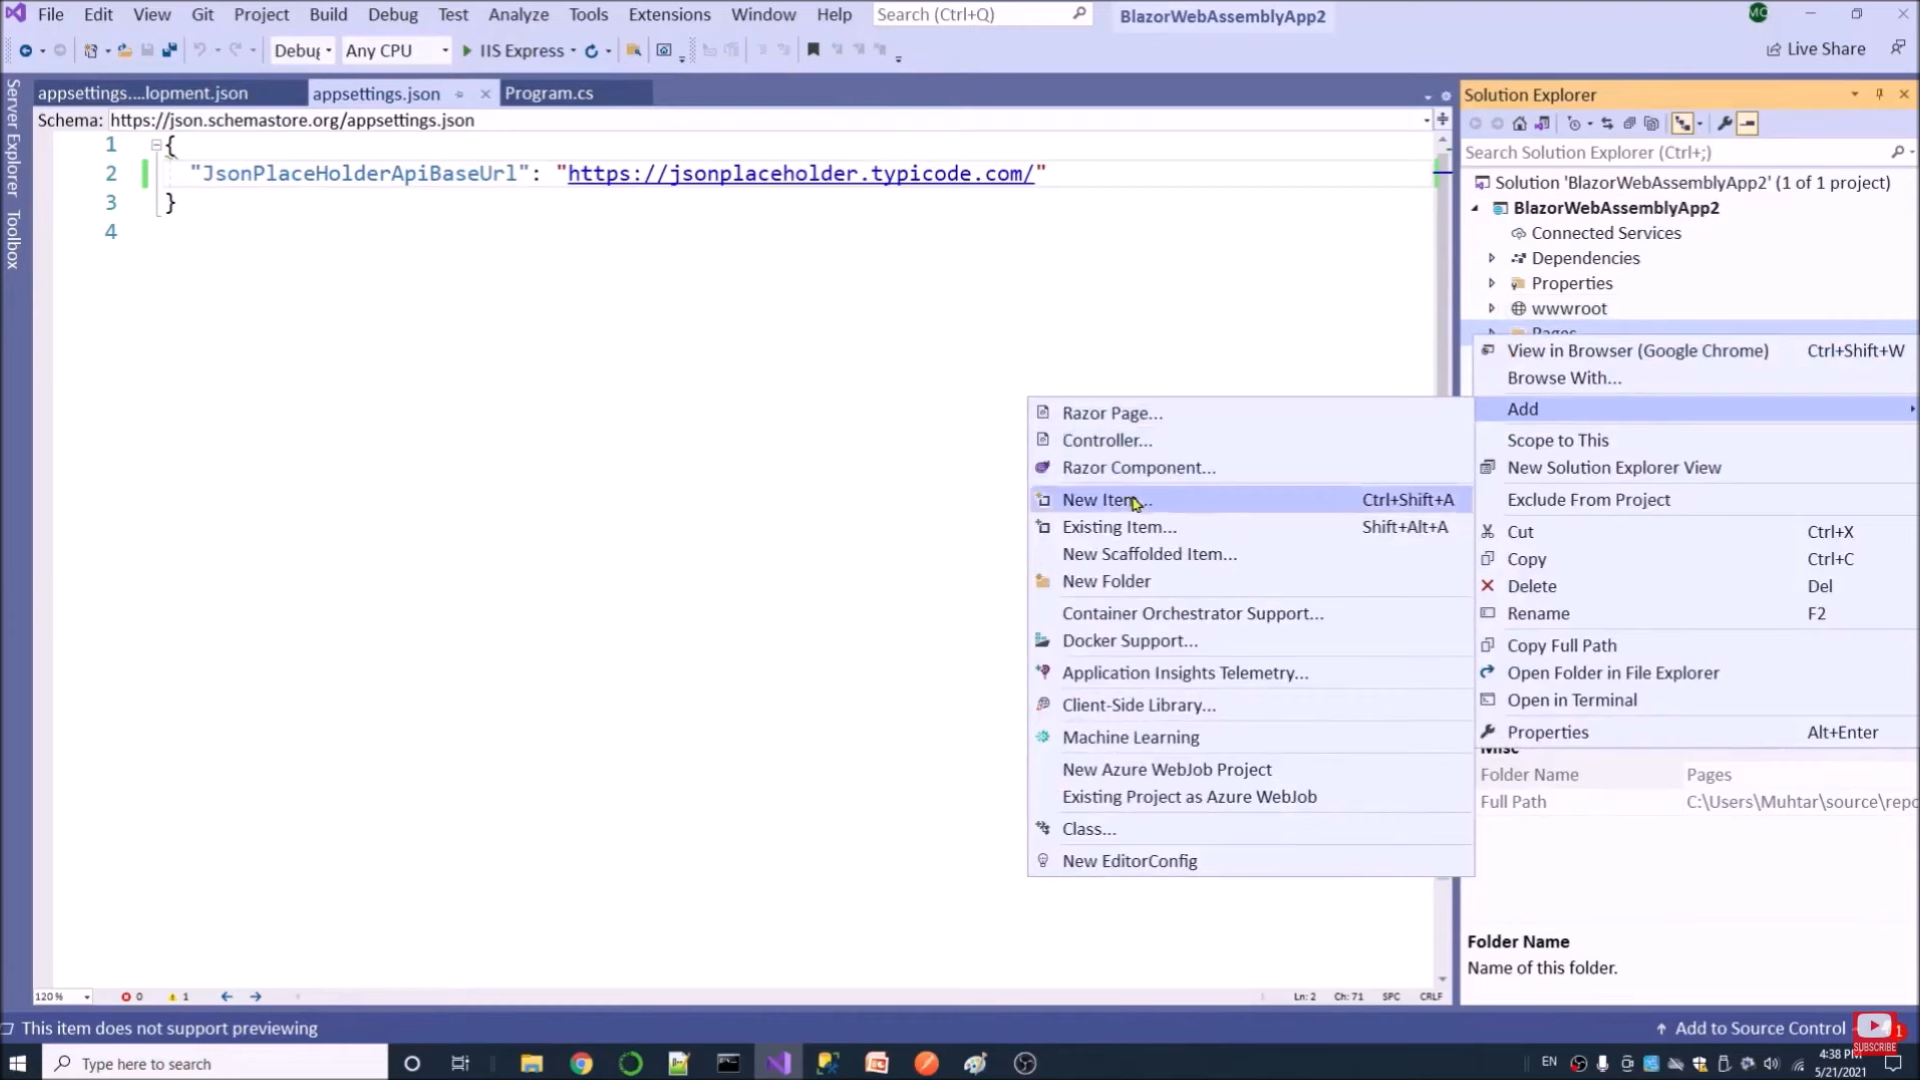 File Edit View Git Project Build Debug Test Analyze Tools Extensions Window Help Search (Ctrl+Q) BlazorWebAssemblyApp2 MC
Debug Any CPU IIS Express Live Share
appsettings....lopment.json appsettings.json Program.cs
Schema: https://json.schemastore.org/appsettings.json
1 {
2 "JsonPlaceHolderApiBaseUrl": "https://jsonplaceholder.typicode.com/"
3 }
4
Server Explorer
Toolbox
Solution Explorer
Search Solution Explorer (Ctrl+;)
Solution 'BlazorWebAssemblyApp2' (1 of 1 project)
BlazorWebAssemblyApp2
Connected Services
Dependencies
Properties
wwwroot
Pages
View in Browser (Google Chrome) Ctrl+Shift+W
Browse With...
Add
Scope to This
New Solution Explorer View
Exclude From Project
Cut Ctrl+X
Copy Ctrl+C
Delete Del
Rename F2
Copy Full Path
Open Folder in File Explorer
Open in Terminal
Properties Alt+Enter
Razor Page...
Controller...
Razor Component...
New Item... Ctrl+Shift+A
Existing Item... Shift+Alt+A
New Scaffolded Item...
New Folder
Container Orchestrator Support...
Docker Support...
Application Insights Telemetry...
Client-Side Library...
Machine Learning
New Azure WebJob Project
Existing Project as Azure WebJob
Class...
New EditorConfig
Misc
Folder Name Pages
Full Path C:\Users\Muhtar\source\repo
Folder Name
Name of this folder.
120 % 0 1 Ln: 2 Ch: 71 SPC CRLF
This item does not support previewing Add to Source Control 1
SUBSCRIBE
Type here to search EN 4:38 PM
5/21/2021